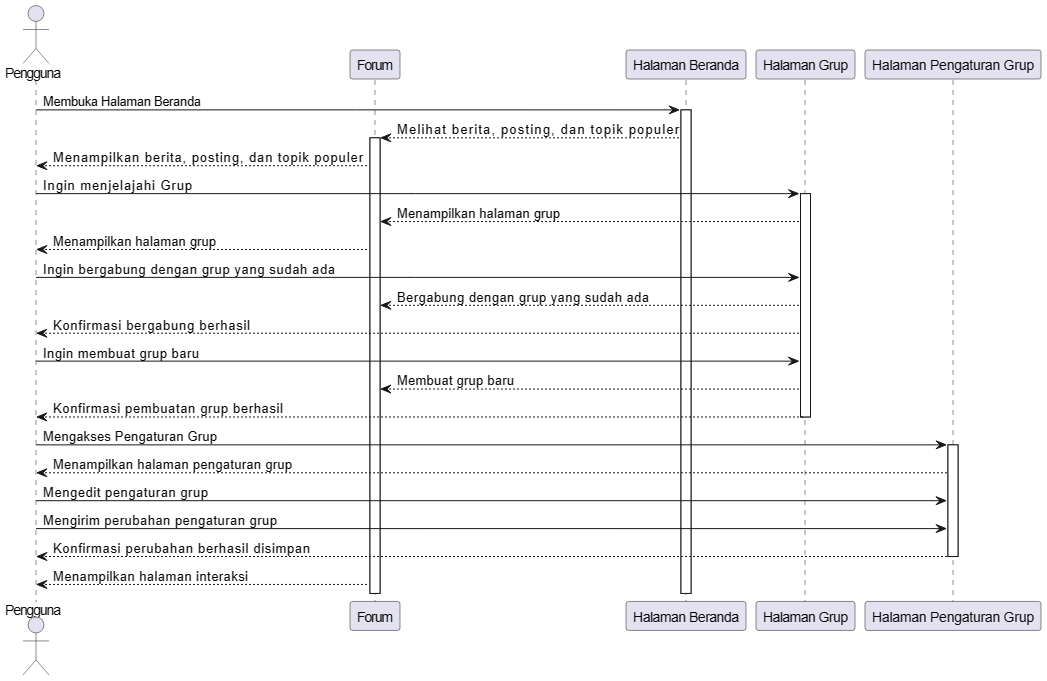 Pengguna
Forum
Halaman Beranda
Halaman Grup
Halaman Pengaturan Grup
Membuka Halaman Beranda
Melihat berita, posting, dan topik populer
Menampilkan berita, posting, dan topik populer
Ingin menjelajahi Grup
Menampilkan halaman grup
Menampilkan halaman grup
Ingin bergabung dengan grup yang sudah ada
Bergabung dengan grup yang sudah ada
Konfirmasi bergabung berhasil
Ingin membuat grup baru
Membuat grup baru
Konfirmasi pembuatan grup berhasil
Mengakses Pengaturan Grup
Menampilkan halaman pengaturan grup
Mengedit pengaturan grup
Mengirim perubahan pengaturan grup
Konfirmasi perubahan berhasil disimpan
Menampilkan halaman interaksi
Pengguna
Forum
Halaman Beranda
Halaman Grup
Halaman Pengaturan Grup